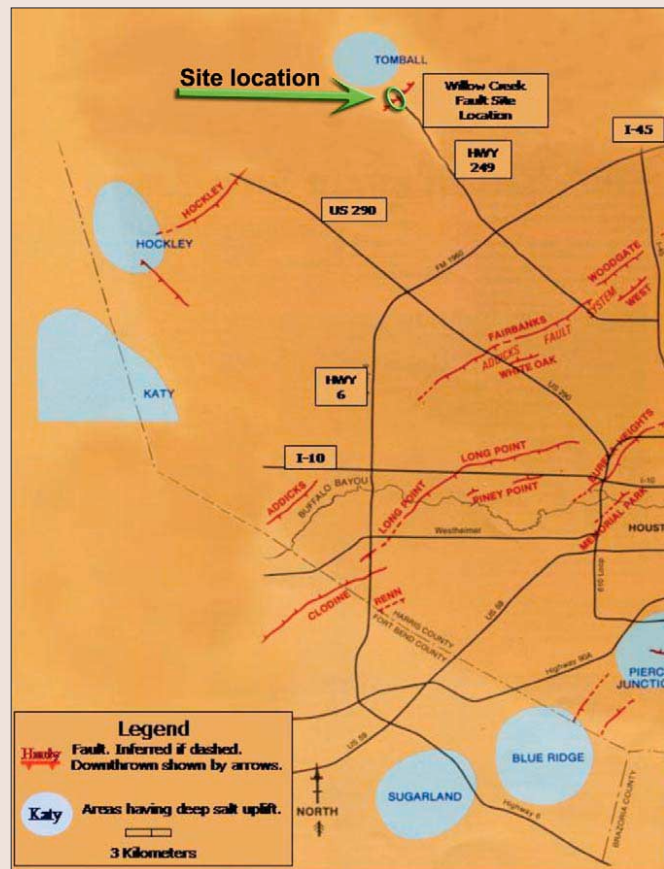 TOMBALL
Site location
Willow Creek
Fault Site
Location
I-45
HWY
249
US 290
HOCKLEY
HOCKLEY
FM 1960
WOODGATE
SYSTEM
WEST
FAIRBANKS
ADDICKS FAULT
WHITE OAK
KATY
HWY
6
US 290
I-10
LONG POINT
HEIGHTS
I-10
ADDICKS
BUFFALO BAYOU
LONG POINT
PINEY POINT
MEMORIAL PARK
HOUST
Westheimer
610 Loop
CLODINE
RENN
HARRIS COUNTY
FORT BEND COUNTY
US 59
Highway 90A
PIERC
JUNCTION
Legend
Fault. Inferred if dashed.
Downthrown shown by arrows.
Katy
Areas having deep salt uplift.
3 Kilometers
US 59
NORTH
SUGARLAND
BLUE RIDGE
Highway 6
BRAZORIA COUNTY